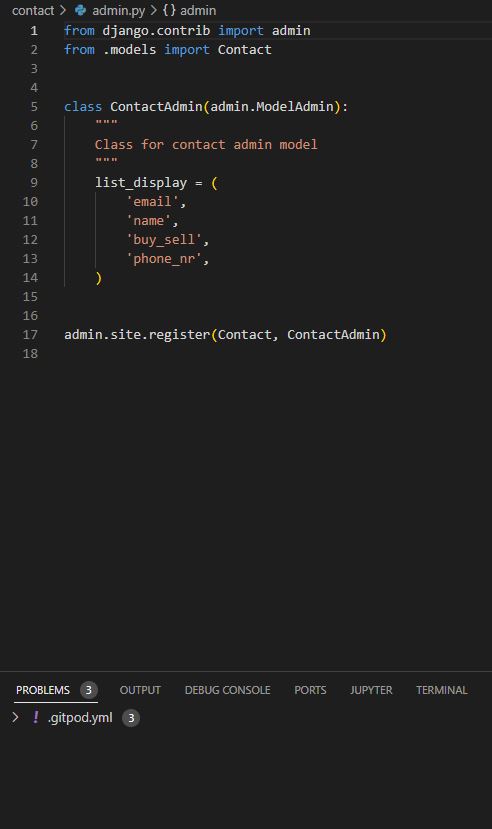 contact > admin.py > {} admin
1 from django.contrib import admin
2 from .models import Contact
3
4
5 class ContactAdmin(admin.ModelAdmin):
6 """
7 Class for contact admin model
8 """
9 list_display = (
10 'email',
11 'name',
12 'buy_sell',
13 'phone_nr',
14 )
15
16
17 admin.site.register(Contact, ContactAdmin)
18
PROBLEMS 3 OUTPUT DEBUG CONSOLE PORTS JUPYTER TERMINAL
> ! .gitpod.yml 3